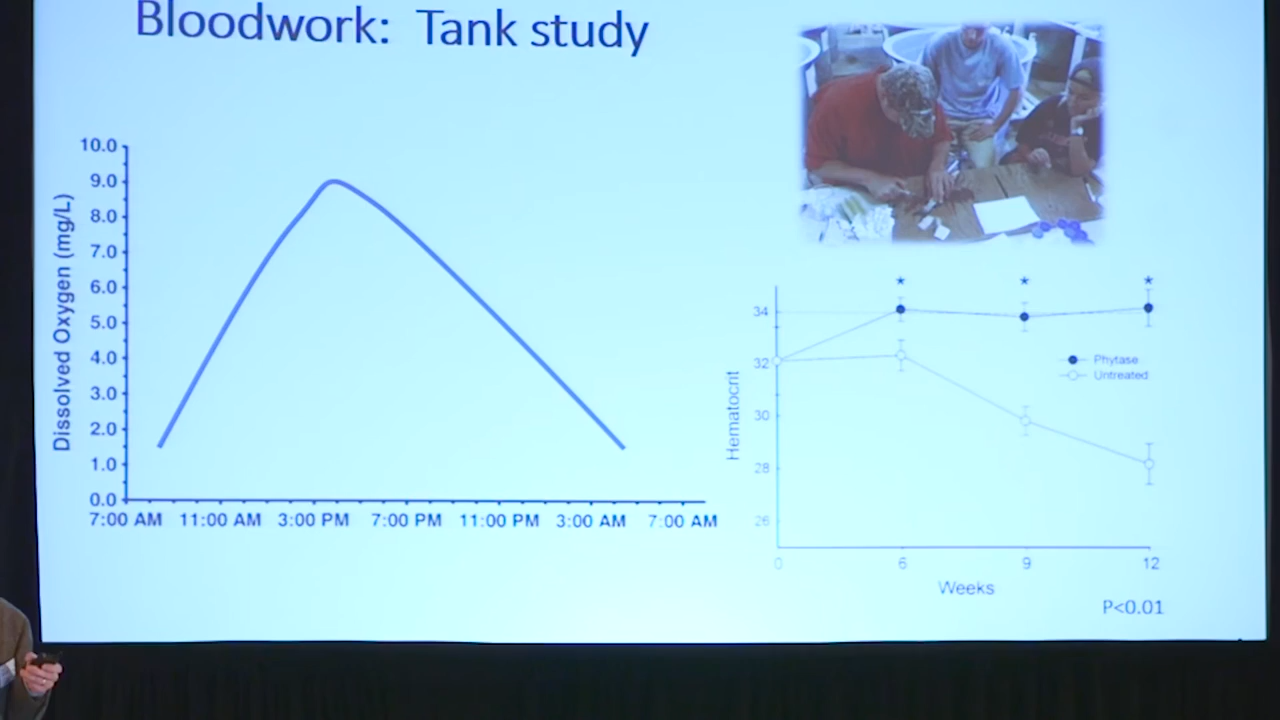 Bloodwork: Tank study
Dissolved Oxygen (mg/L)
10.0
9.0
8.0
7.0
6.0
5.0
4.0
3.0
2.0
1.0
0.0
7:00 AM 11:00 AM 3:00 PM 7:00 PM 11:00 PM 3:00 AM 7:00 AM
* * *
Hematocrit
34
32
30
28
26
Phytase
Untreated
0 6 9 12
Weeks
P<0.01